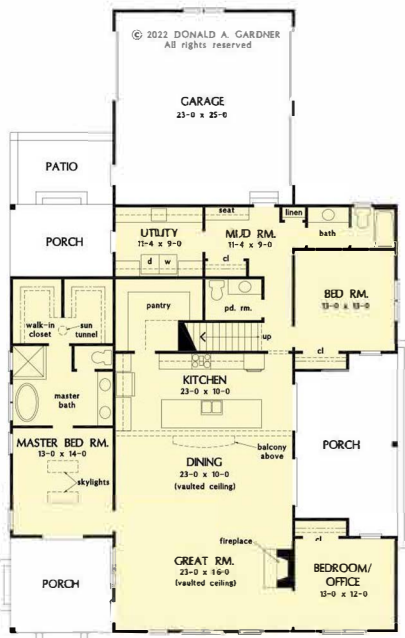 © 2022 DONALD A. GARDNER
All rights reserved
GARAGE
23-0 x 25-0
PATIO
PORCH
UTILITY
11-4 x 9-0
d w
seat
MUD RM.
11-4 x 9-0
cl
linen
bath
BED RM.
13-0 x 13-0
cl
walk-in
closet
sun
tunnel
pantry
pd. rm.
up
KITCHEN
23-0 x 10-0
master
bath
MASTER BED RM.
13-0 x 14-0
skylights
balcony
above
DINING
23-0 x 10-0
(vaulted ceiling)
PORCH
fireplace
GREAT RM.
23-0 x 16-0
(vaulted ceiling)
cl
BEDROOM/
OFFICE
13-0 x 12-0
PORCH